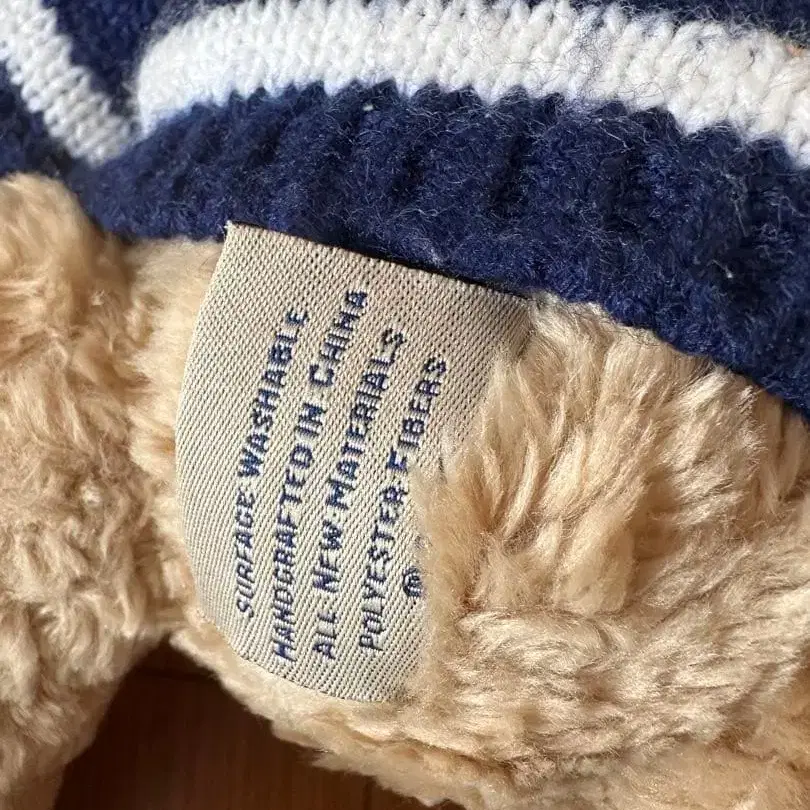 SURFACE WASHABLE
HANDCRAFTED IN CHINA
ALL NEW MATERIALS
POLYESTER FIBERS
®